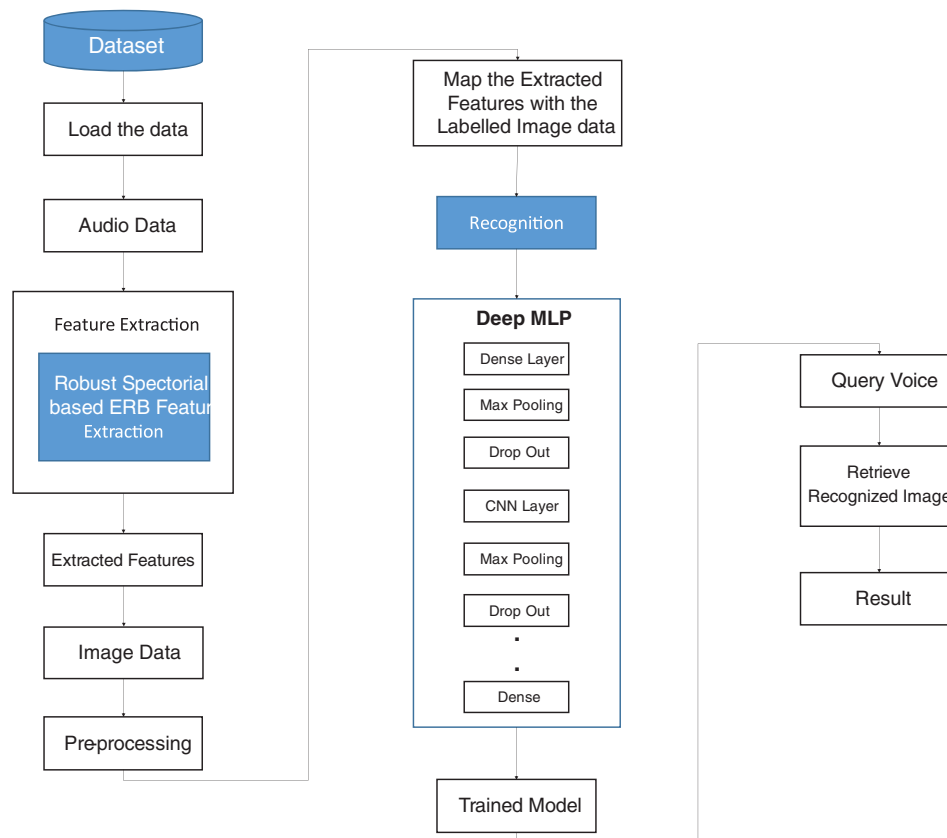 Dataset
Load the data
Audio Data
Feature Extraction
Robust Spectorial
based ERB Featur
Extraction
Extracted Features
Image Data
Pre-processing
Map the Extracted
Features with the
Labelled Image data
Recognition
Deep MLP
Dense Layer
Max Pooling
Drop Out
CNN Layer
Max Pooling
Drop Out
.
.
Dense
Trained Model
Query Voice
Retrieve
Recognized Image
Result